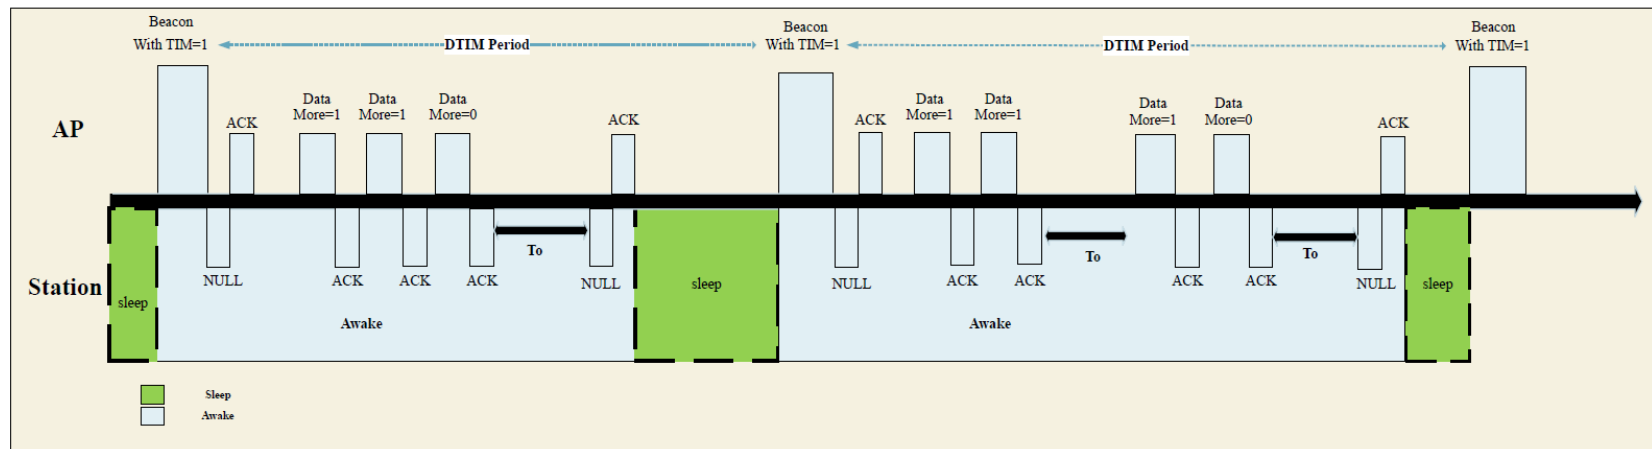 Beacon
With TIM=1
DTIM Period
Beacon
With TIM=1
DTIM Period
Beacon
With TIM=1
AP
ACK
Data
More=1
Data
More=1
Data
More=0
ACK
ACK
Data
More=1
Data
More=1
Data
More=1
Data
More=0
ACK
Station
sleep
NULL
ACK
ACK
ACK
To
NULL
sleep
NULL
ACK
ACK
To
ACK
ACK
To
NULL
sleep
Awake
Awake
Sleep
Awake